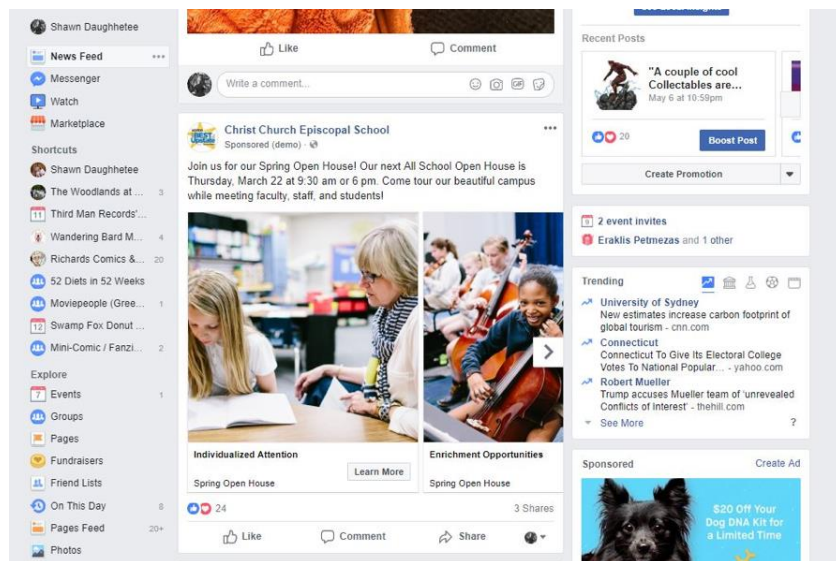 Shawn Daughhetee
News Feed
Messenger
Watch
Marketplace
Shortcuts
Shawn Daughhetee
The Woodlands at ... 3
11 Third Man Records'...
Wandering Bard M... 4
Richards Comics &... 20
52 Diets in 52 Weeks
Moviepeople (Gree... 1
12 Swamp Fox Donut ...
Mini-Comic / Fanzi... 2
Explore
7 Events 1
Groups
Pages
Fundraisers
Friend Lists
On This Day 8
Pages Feed 20+
Photos
Like Comment
Write a comment...
GIF
Christ Church Episcopal School
Sponsored (demo) ·
Join us for our Spring Open House! Our next All School Open House is
Thursday, March 22 at 9:30 am or 6 pm. Come tour our beautiful campus
while meeting faculty, staff, and students!
Individualized Attention
Learn More
Spring Open House
Enrichment Opportunities
Spring Open House
24 3 Shares
Like Comment Share
Recent Posts
"A couple of cool
Collectables are...
May 6 at 10:59pm
20
Boost Post
Create Promotion
2 event invites
Eraklis Petmezas and 1 other
Trending
University of Sydney
New estimates increase carbon footprint of
global tourism - cnn.com
Connecticut
Connecticut To Give Its Electoral College
Votes To National Popular... - yahoo.com
Robert Mueller
Trump accuses Mueller team of 'unrevealed
Conflicts of Interest' - thehill.com
See More ?
Sponsored Create Ad
$20 Off Your
Dog DNA Kit for
a Limited Time